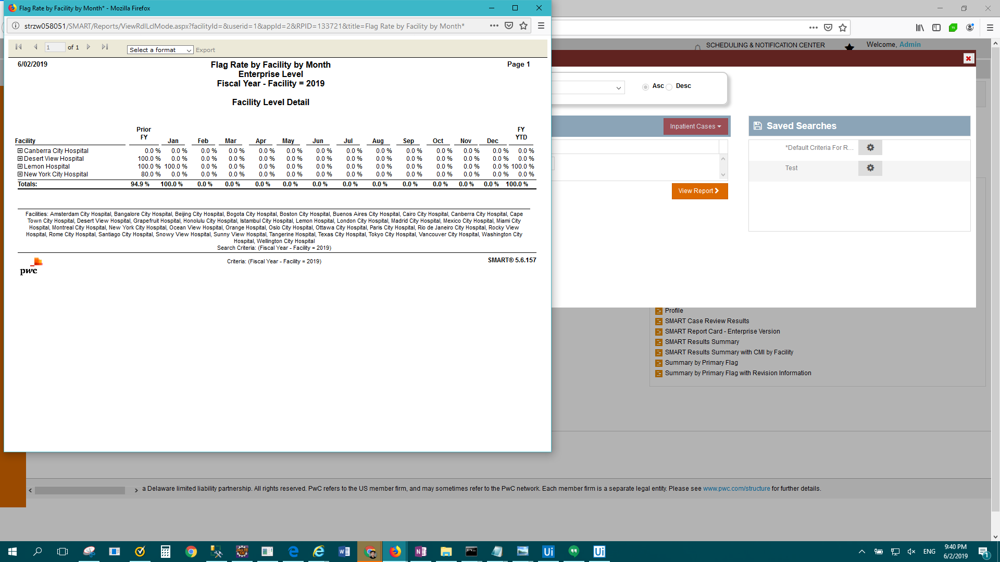 Flag Rate by Facility by Month* - Mozilla Firefox
strzw058051/SMART/Reports/ViewRdlLclMode.aspx?facilityId=&userid=1&appId=2&RPID=133721&title=Flag Rate by Facility by Month*
1 of 1 Select a format Export
6/02/2019 Flag Rate by Facility by Month Page 1
Enterprise Level
Fiscal Year - Facility = 2019
Facility Level Detail
Prior FY
FY YTD
Facility Jan Feb Mar Apr May Jun Jul Aug Sep Oct Nov Dec
Canberra City Hospital 0.0 % 0.0 % 0.0 % 0.0 % 0.0 % 0.0 % 0.0 % 0.0 % 0.0 % 0.0 % 0.0 % 0.0 % 0.0 % 0.0 %
Desert View Hospital 100.0 % 0.0 % 0.0 % 0.0 % 0.0 % 0.0 % 0.0 % 0.0 % 0.0 % 0.0 % 0.0 % 0.0 % 0.0 % 0.0 %
Lemon Hospital 100.0 % 100.0 % 0.0 % 0.0 % 0.0 % 0.0 % 0.0 % 0.0 % 0.0 % 0.0 % 0.0 % 0.0 % 0.0 % 100.0 %
New York City Hospital 80.0 % 0.0 % 0.0 % 0.0 % 0.0 % 0.0 % 0.0 % 0.0 % 0.0 % 0.0 % 0.0 % 0.0 % 0.0 % 0.0 %
Totals: 94.9 % 100.0 % 0.0 % 0.0 % 0.0 % 0.0 % 0.0 % 0.0 % 0.0 % 0.0 % 0.0 % 0.0 % 0.0 % 100.0 %
Facilities: Amsterdam City Hospital, Bangalore City Hospital, Beijing City Hospital, Bogota City Hospital, Boston City Hospital, Buenos Aires City Hospital, Cairo City Hospital, Canberra City Hospital, Cape
Town City Hospital, Desert View Hospital, Grapefruit Hospital, Honolulu City Hospital, Istambul City Hospital, Lemon Hospital, London City Hospital, Madrid City Hospital, Mexico City Hospital, Miami City
Hospital, Montreal City Hospital, New York City Hospital, Ocean View Hospital, Orange Hospital, Oslo City Hospital, Ottawa City Hospital, Paris City Hospital, Rio de Janeiro City Hospital, Rocky View
Hospital, Rome City Hospital, Santiago City Hospital, Snowy View Hospital, Sunny View Hospital, Tangerine Hospital, Texas City Hospital, Tokyo City Hospital, Vancouver City Hospital, Washington City
Hospital, Wellington City Hospital
Search Criteria: (Fiscal Year - Facility = 2019)
pwc Criteria: (Fiscal Year - Facility = 2019) SMART® 5.6.157
SCHEDULING & NOTIFICATION CENTER Welcome, Admin
Asc Desc
Inpatient Cases Saved Searches
*Default Criteria For R...
Test
View Report
Profile
SMART Case Review Results
SMART Report Card - Enterprise Version
SMART Results Summary
SMART Results Summary with CMI by Facility
Summary by Primary Flag
Summary by Primary Flag with Revision Information
a Delaware limited liability partnership. All rights reserved. PwC refers to the US member firm, and may sometimes refer to the PwC network. Each member firm is a separate legal entity. Please see www.pwc.com/structure for further details.
ENG 9:40 PM
6/2/2019 1